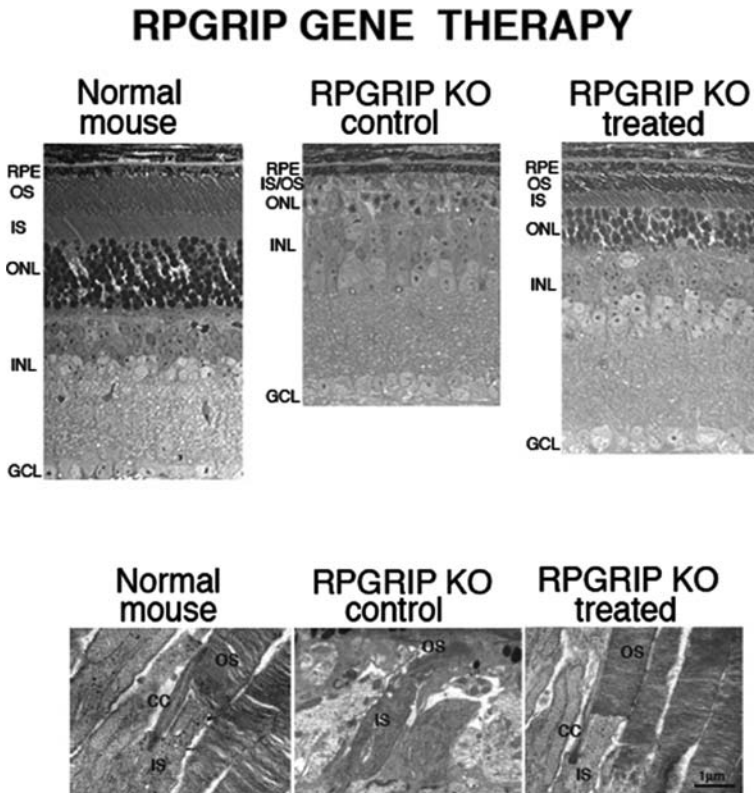 RPGRIP GENE THERAPY
Normal
mouse
RPGRIP KO
control
RPGRIP KO
treated
RPE
OS
IS
ONL
INL
GCL
RPE
IS/OS
ONL
INL
GCL
RPE
OS
IS
ONL
INL
GCL
Normal
mouse
RPGRIP KO
control
RPGRIP KO
treated
OS
CC
IS
OS
IS
OS
CC
IS
1µm